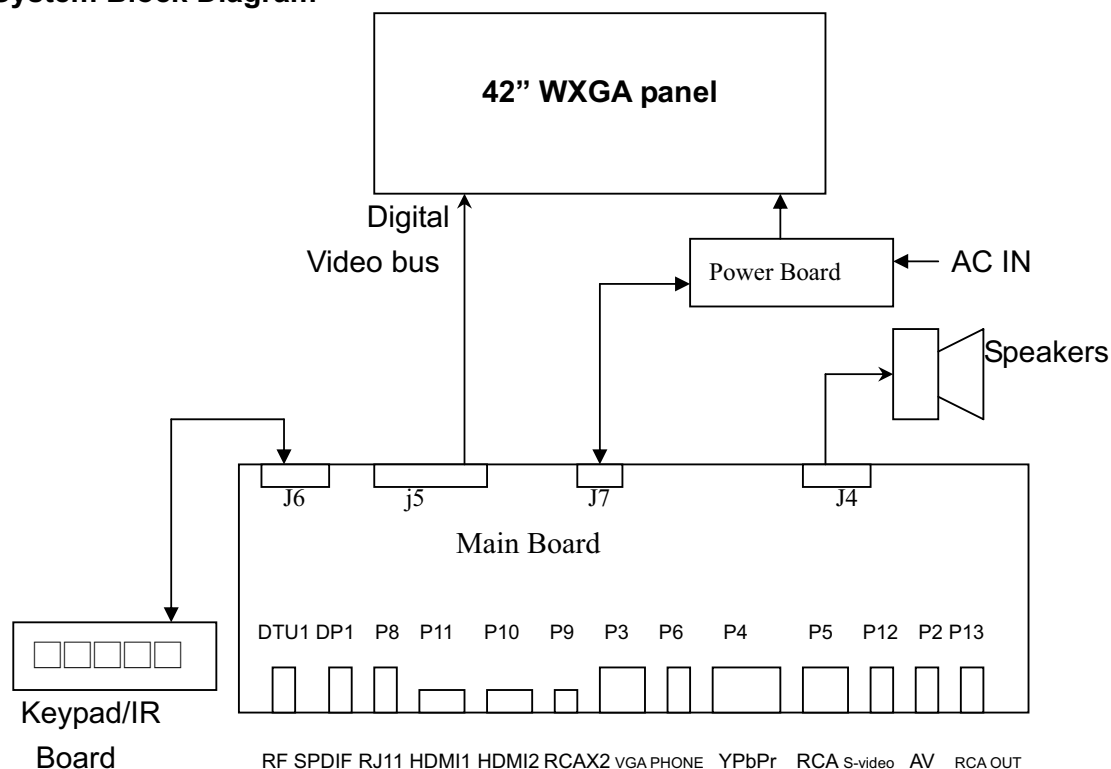 System Block Diagram
42” WXGA panel
Digital
Video bus
Power Board
AC IN
Speakers
J6 j5 J7 J4
Main Board
DTU1 DP1 P8 P11 P10 P9 P3 P6 P4 P5 P12 P2 P13
Keypad/IR
Board
RF SPDIF RJ11 HDMI1 HDMI2 RCAX2 VGA PHONE YPbPr RCA S-video AV RCA OUT